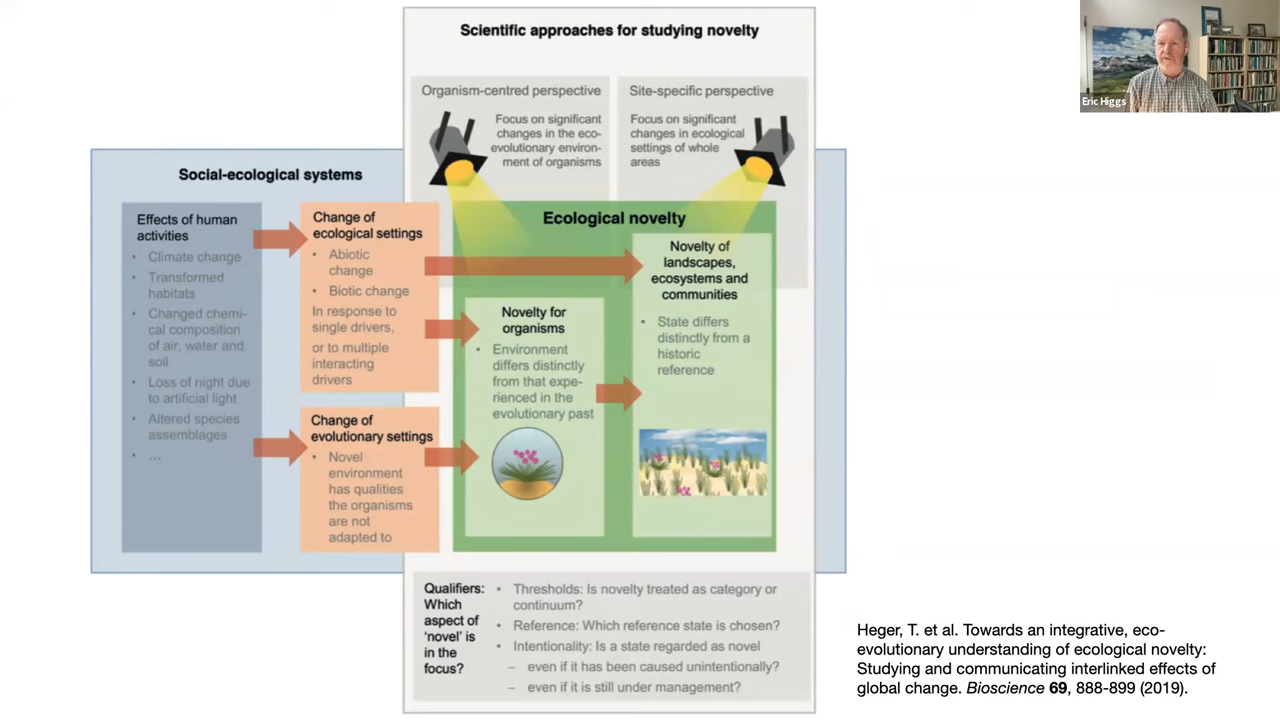 Scientific approaches for studying novelty
Organism-centred perspective
Focus on significant
changes in the eco-
evolutionary environ-
ment of organisms
Site-specific perspective
Focus on significant
changes in ecological
settings of whole
areas
Eric Higgs
Social-ecological systems
Effects of human
activities
• Climate change
• Transformed
habitats
• Changed chemi-
cal composition
of air, water and
soil
• Loss of night due
to artificial light
• Altered species
assemblages
• ...
Change of
ecological settings
• Abiotic
change
• Biotic change
In response to
single drivers,
or to multiple
interacting
drivers
Change of
evolutionary settings
• Novel
environment
has qualities
the organisms
are not
adapted to
Ecological novelty
Novelty for
organisms
• Environment
differs distinctly
from that expe-
rienced in the
evolutionary past
Novelty of
landscapes,
ecosystems and
communities
• State differs
distinctly from a
historic
reference
Qualifiers:
Which
aspect of
‘novel’ is
in the
focus?
• Thresholds: Is novelty treated as category or
continuum?
• Reference: Which reference state is chosen?
• Intentionality: Is a state regarded as novel
– even if it has been caused unintentionally?
– even if it is still under management?
Heger, T. et al. Towards an integrative, eco-
evolutionary understanding of ecological novelty:
Studying and communicating interlinked effects of
global change. Bioscience 69, 888-899 (2019).